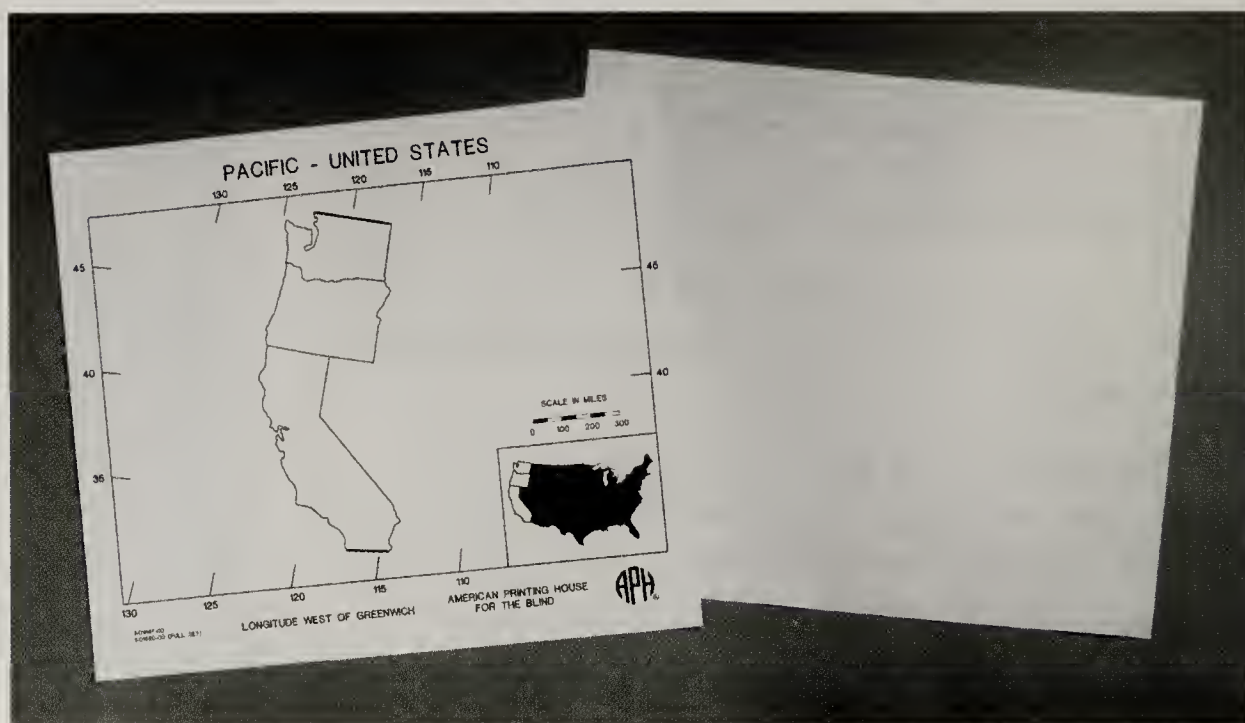 PACIFIC - UNITED STATES
130 125 120 115 110
45 45
40 40
SCALE IN MILES
0 100 200 300
35
130 125 120 115 110
LONGITUDE WEST OF GREENWICH
AMERICAN PRINTING HOUSE
FOR THE BLIND
APH